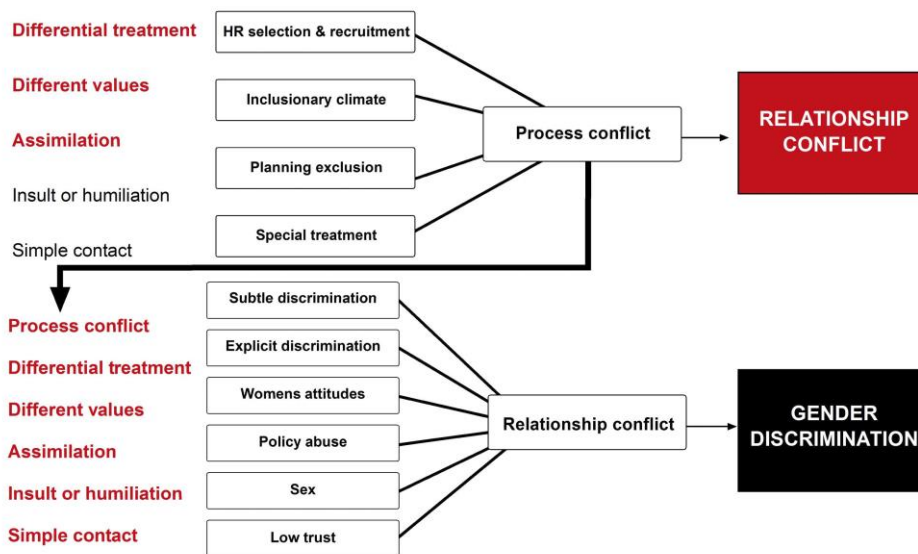 Differential treatment
HR selection & recruitment
Different values
Inclusionary climate
Assimilation
Process conflict
RELATIONSHIP
CONFLICT
Planning exclusion
Insult or humiliation
Special treatment
Simple contact
Subtle discrimination
Process conflict
Explicit discrimination
Differential treatment
Womens attitudes
Different values
Relationship conflict
GENDER
DISCRIMINATION
Policy abuse
Assimilation
Sex
Insult or humiliation
Low trust
Simple contact